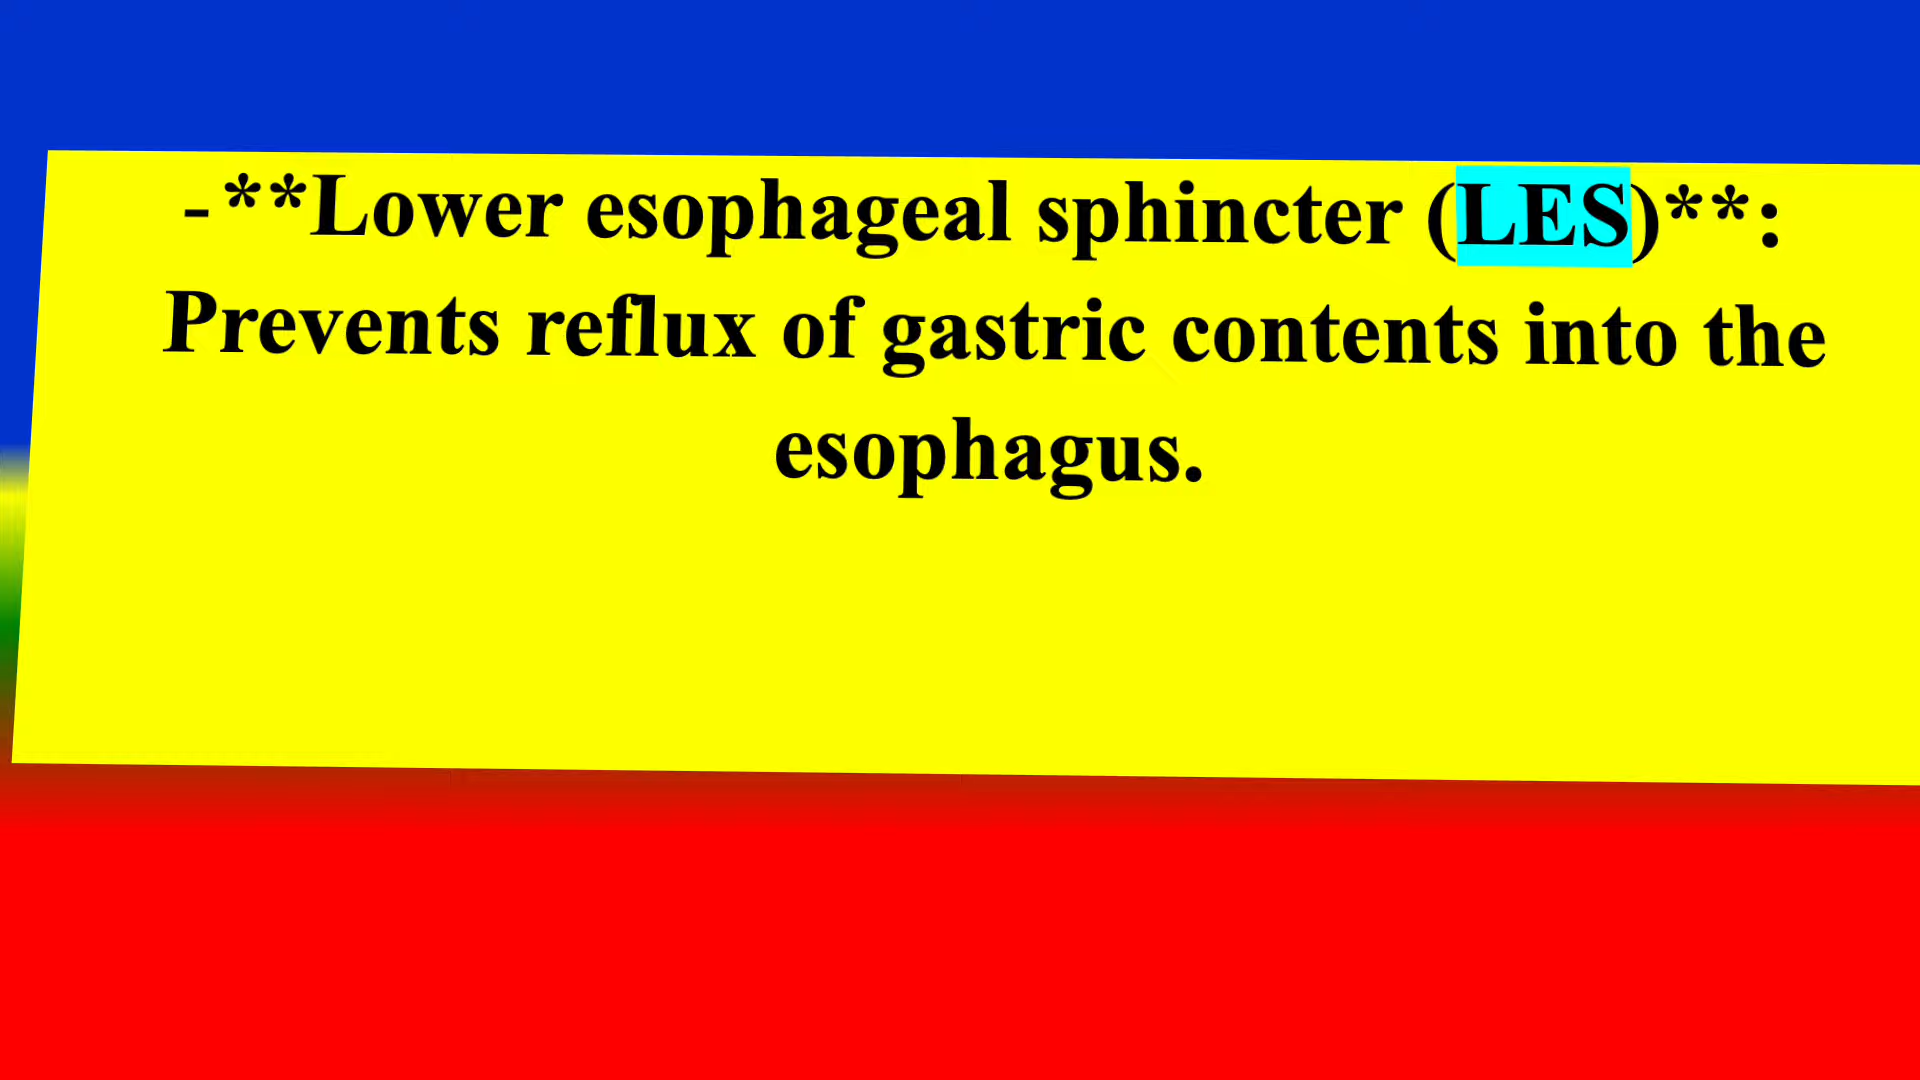 -**Lower esophageal sphincter (LES)**:
Prevents reflux of gastric contents into the
esophagus.